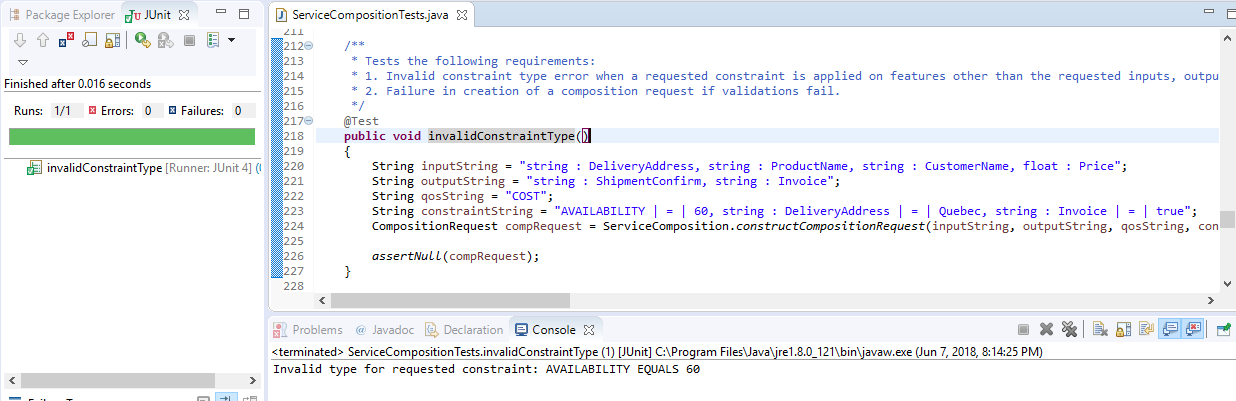 Package Explorer JUnit
Finished after 0.016 seconds
Runs: 1/1 Errors: 0 Failures: 0
invalidConstraintType [Runner: JUnit 4] (
ServiceCompositionTests.java
211
212 /**
213 * Tests the following requirements:
214 * 1. Invalid constraint type error when a requested constraint is applied on features other than the requested inputs, outpu
215 * 2. Failure in creation of a composition request if validations fail.
216 */
217 @Test
218 public void invalidConstraintType()
219 {
220 String inputString = "string : DeliveryAddress, string : ProductName, string : CustomerName, float : Price";
221 String outputString = "string : ShipmentConfirm, string : Invoice";
222 String qosString = "COST";
223 String constraintString = "AVAILABILITY | = | 60, string : DeliveryAddress | = | Quebec, string : Invoice | = | true";
224 CompositionRequest compRequest = ServiceComposition.constructCompositionRequest(inputString, outputString, qosString, con
225
226 assertNull(compRequest);
227 }
228
Problems @ Javadoc Declaration Console
<terminated> ServiceCompositionTests.invalidConstraintType (1) [JUnit] C:\Program Files\Java\jre1.8.0_121\bin\javaw.exe (Jun 7, 2018, 8:14:25 PM)
Invalid type for requested constraint: AVAILABILITY EQUALS 60